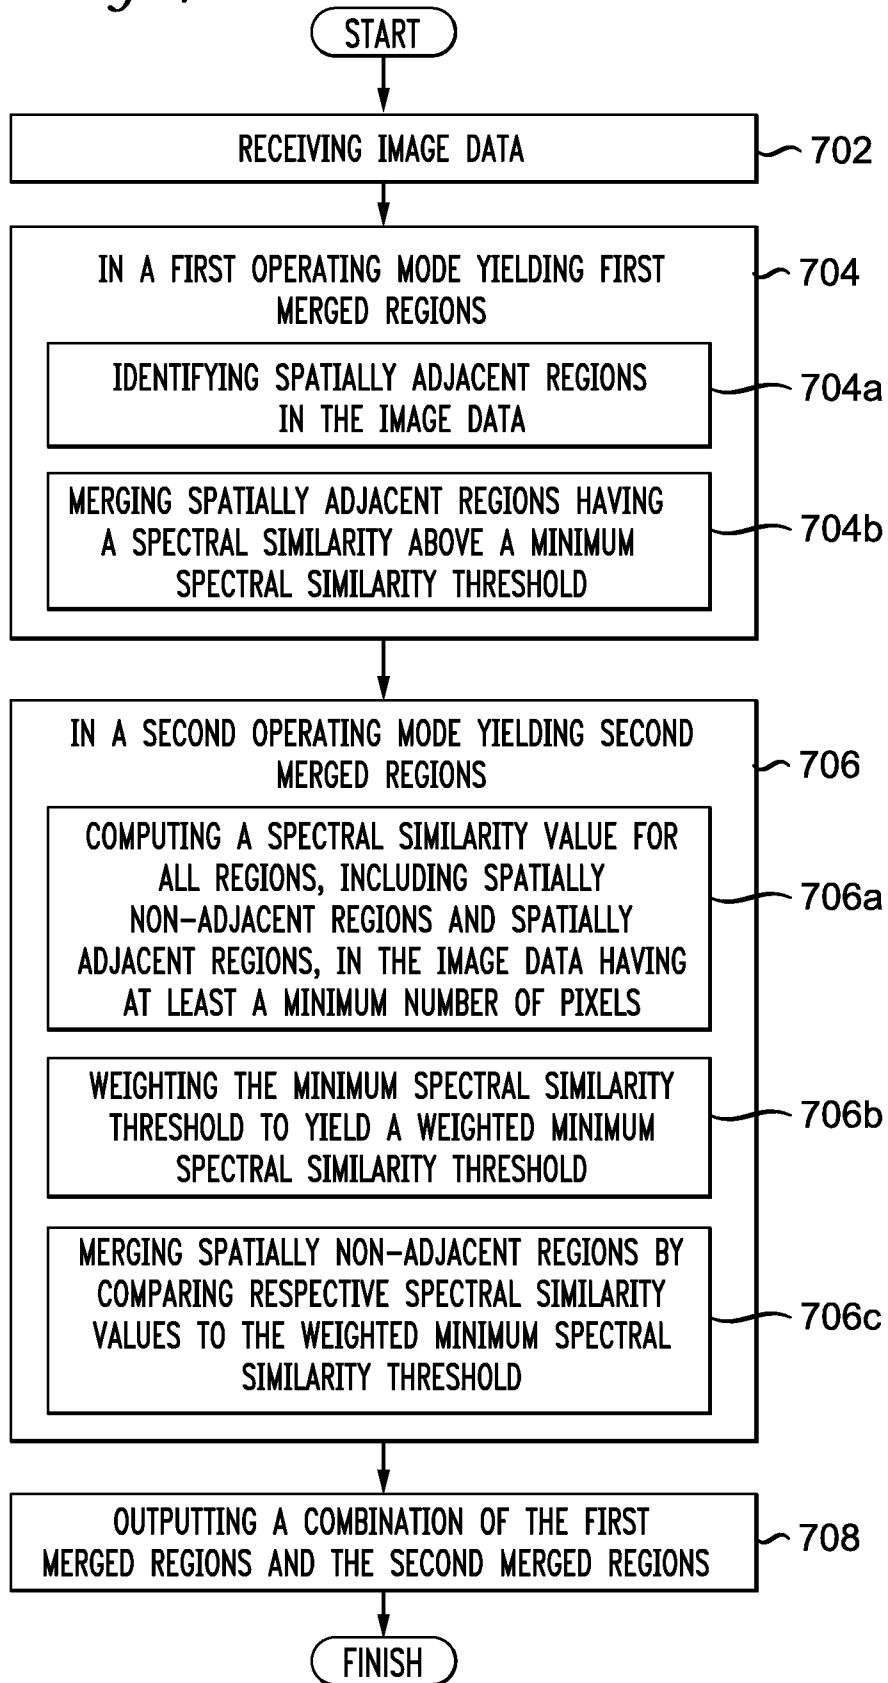 START
RECEIVING IMAGE DATA
702
IN A FIRST OPERATING MODE YIELDING FIRST
MERGED REGIONS
704
IDENTIFYING SPATIALLY ADJACENT REGIONS
IN THE IMAGE DATA
704a
MERGING SPATIALLY ADJACENT REGIONS HAVING
A SPECTRAL SIMILARITY ABOVE A MINIMUM
SPECTRAL SIMILARITY THRESHOLD
704b
IN A SECOND OPERATING MODE YIELDING SECOND
MERGED REGIONS
706
COMPUTING A SPECTRAL SIMILARITY VALUE FOR
ALL REGIONS, INCLUDING SPATIALLY
NON-ADJACENT REGIONS AND SPATIALLY
ADJACENT REGIONS, IN THE IMAGE DATA HAVING
AT LEAST A MINIMUM NUMBER OF PIXELS
706a
WEIGHTING THE MINIMUM SPECTRAL SIMILARITY
THRESHOLD TO YIELD A WEIGHTED MINIMUM
SPECTRAL SIMILARITY THRESHOLD
706b
MERGING SPATIALLY NON-ADJACENT REGIONS BY
COMPARING RESPECTIVE SPECTRAL SIMILARITY
VALUES TO THE WEIGHTED MINIMUM SPECTRAL
SIMILARITY THRESHOLD
706c
OUTPUTTING A COMBINATION OF THE FIRST
MERGED REGIONS AND THE SECOND MERGED REGIONS
708
FINISH